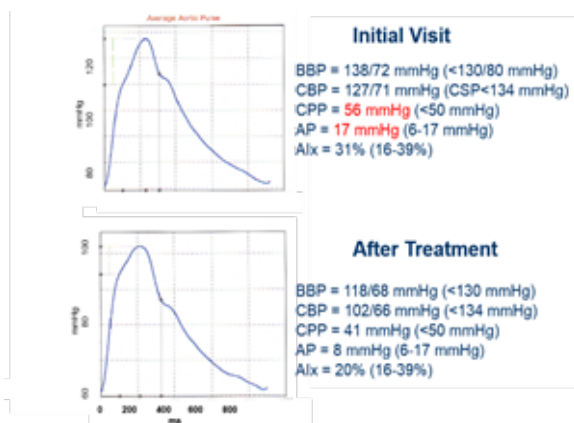 Average Aortic Pulse
Initial Visit
BBP = 138/72 mmHg (<130/80 mmHg)
CBP = 127/71 mmHg (CSP<134 mmHg)
CPP = 56 mmHg (<50 mmHg)
AP = 17 mmHg (6-17 mmHg)
AIx = 31% (16-39%)
mmHg
120
100
80
After Treatment
BBP = 118/68 mmHg (<130 mmHg)
CBP = 102/66 mmHg (<134 mmHg)
CPP = 41 mmHg (<50 mmHg)
AP = 8 mmHg (6-17 mmHg)
AIx = 20% (16-39%)
mmHg
100
80
60
0 200 400 600 800
ms